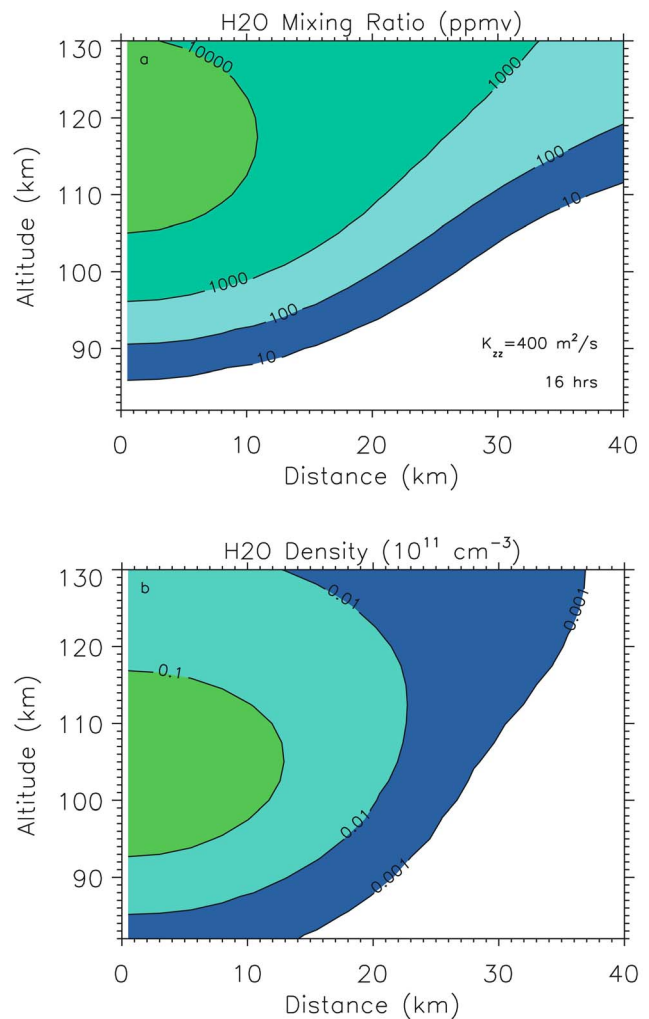 H2O Mixing Ratio (ppmv)
130
120
110
100
90
Altitude (km)
a
10000
1000
100
10
1000
100
10
K_zz=400 m²/s
16 hrs
0 10 20 30 40
Distance (km)
H2O Density (10¹¹ cm⁻³)
130
120
110
100
90
Altitude (km)
b
0.01
0.001
0.1
0.01
0.001
0 10 20 30 40
Distance (km)